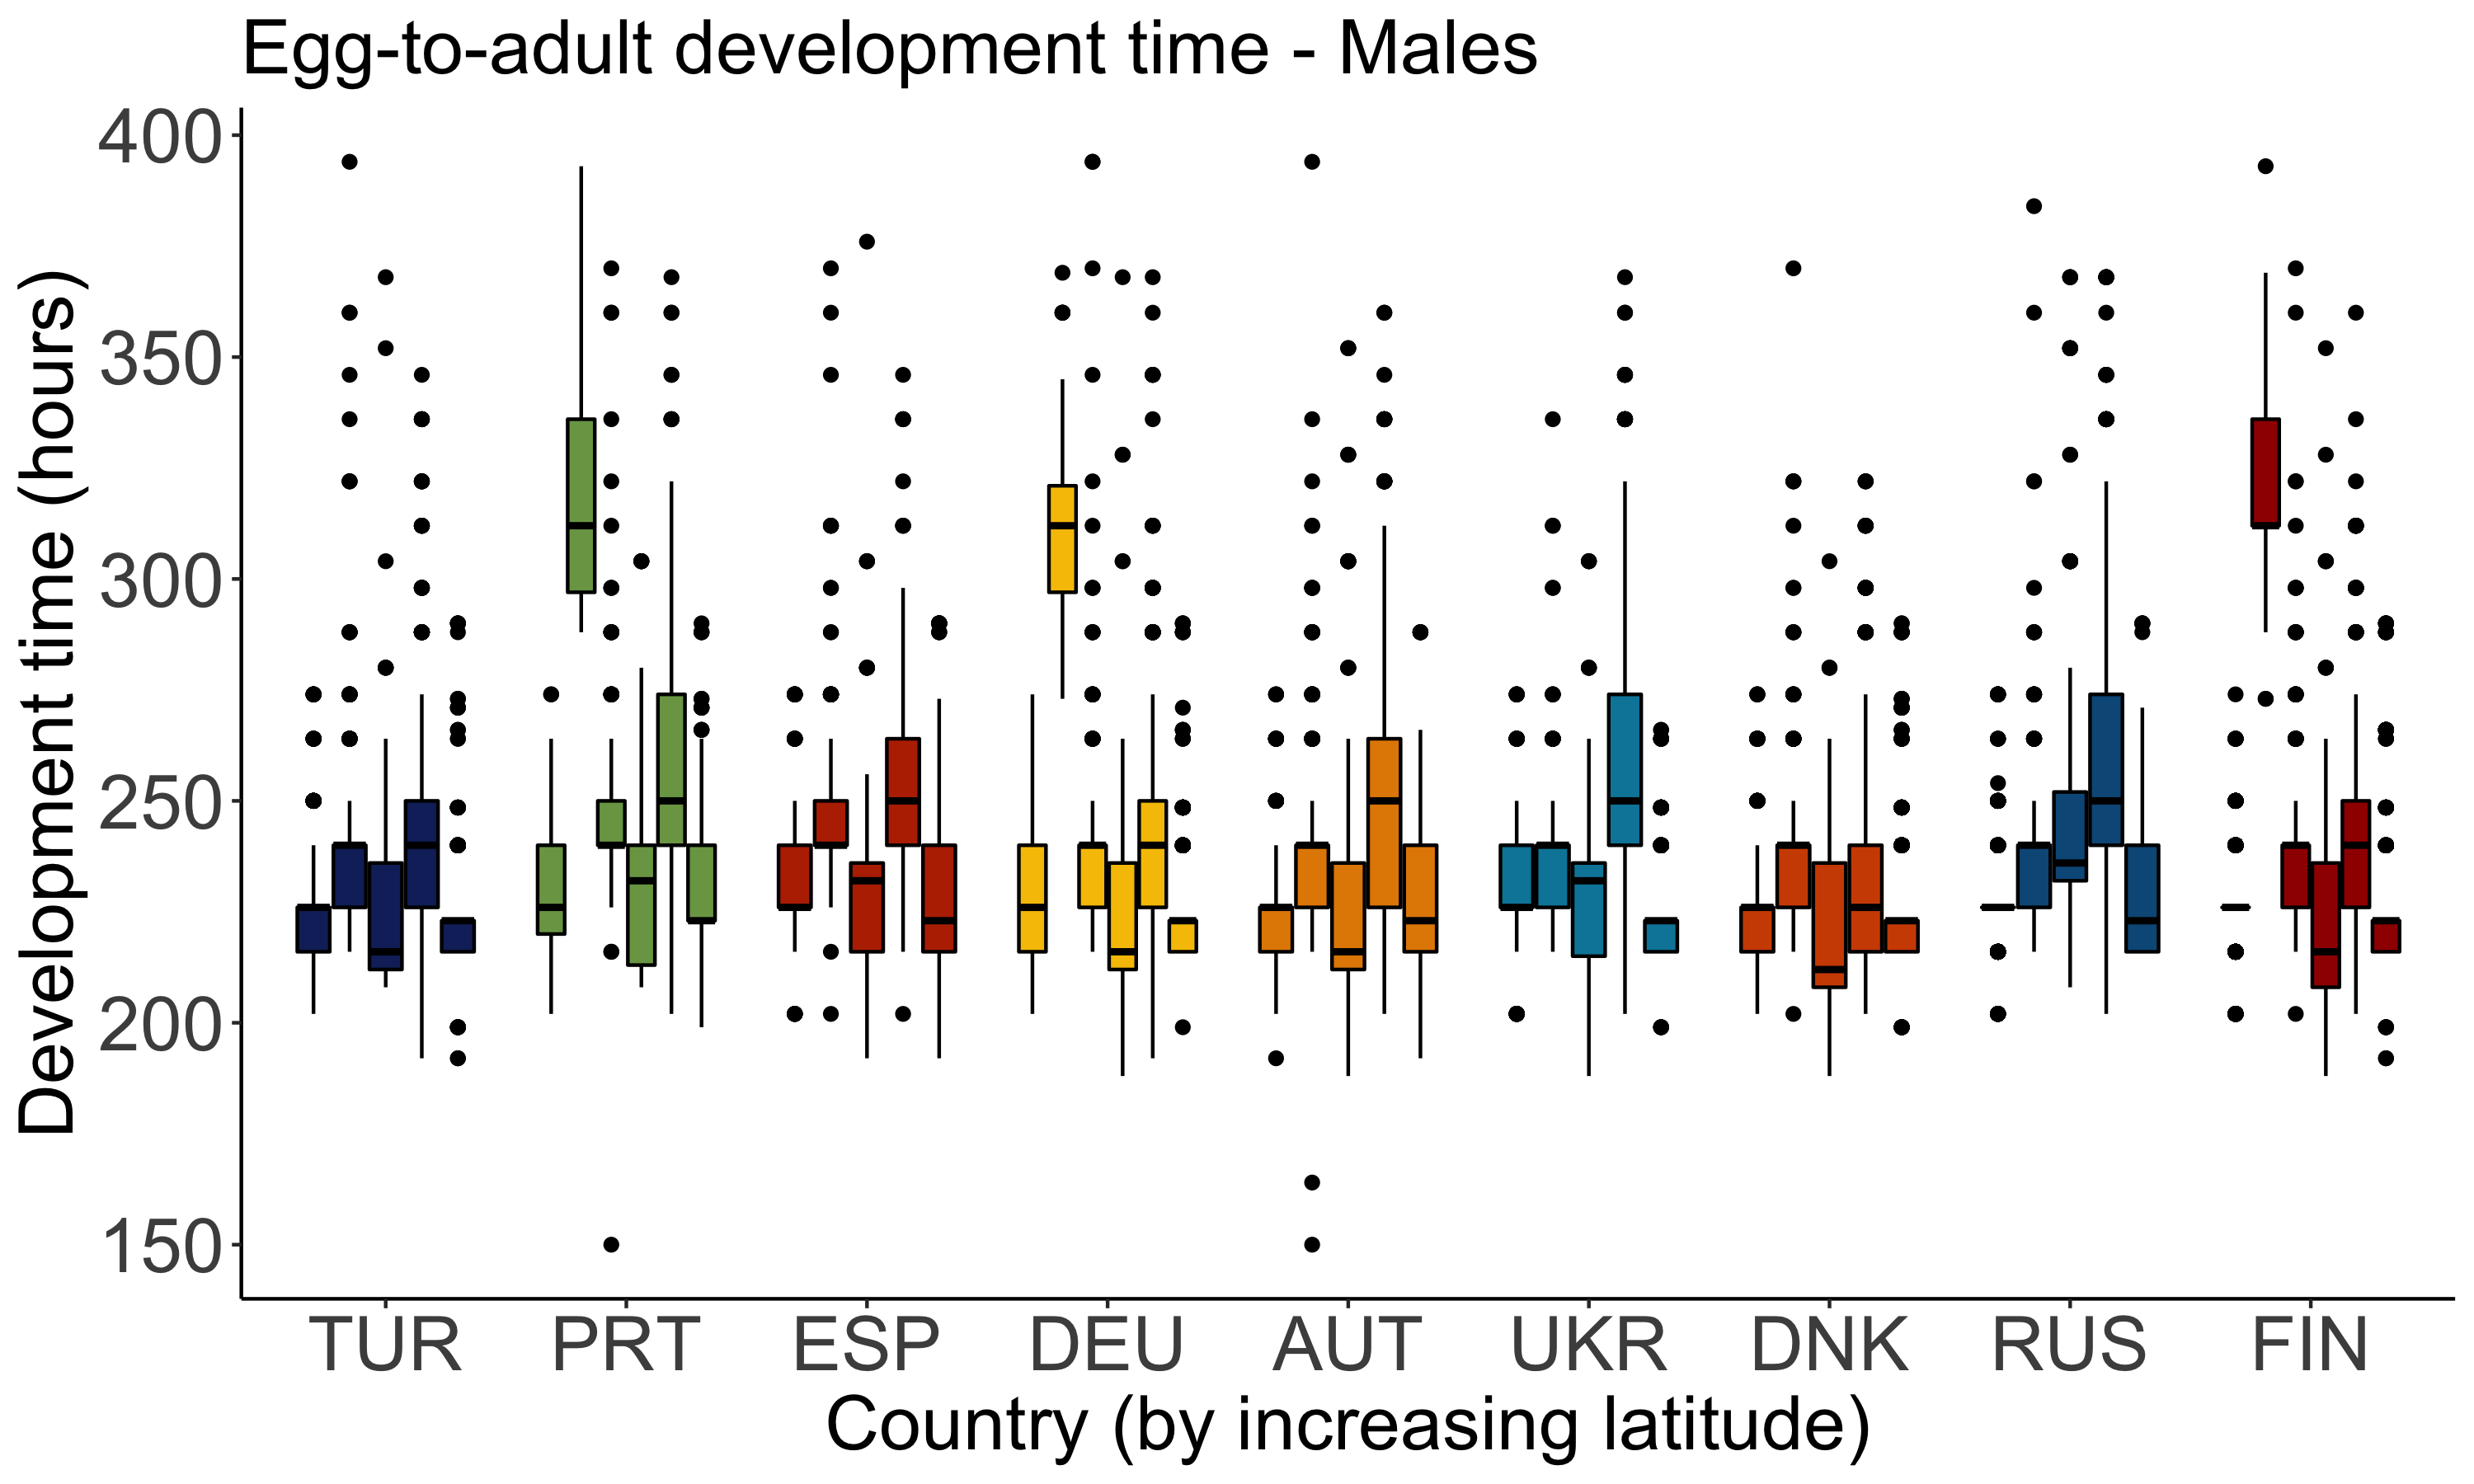 Egg-to-adult development time - Males
Development time (hours)
400
350
300
250
200
150
TUR PRT ESP DEU AUT UKR DNK RUS FIN
Country (by increasing latitude)